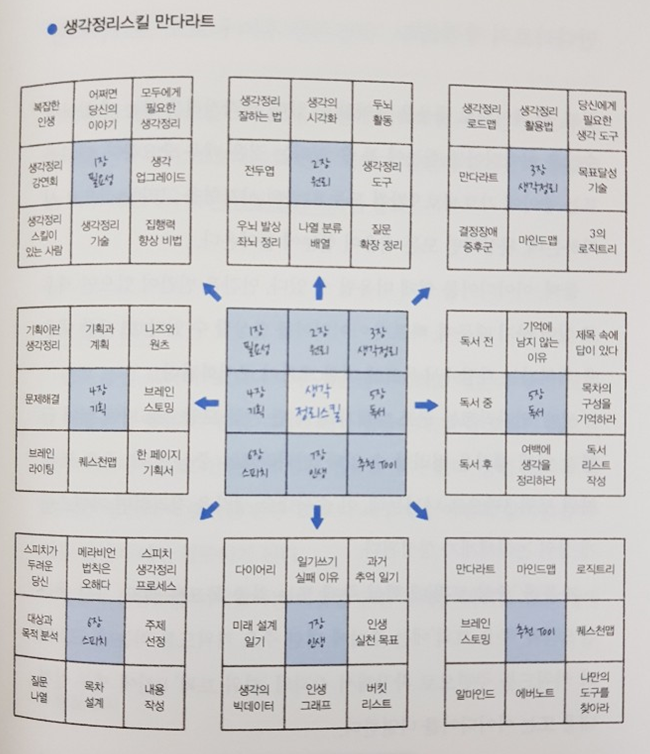 생각정리스킬 만다라트
복잡한 인생
어쩌면 당신의 이야기
모두에게 필요한 생각정리
생각정리 강연회
1장 필요성
생각 업그레이드
생각정리 스킬이 있는 사람
생각정리 기술
집행력 향상 비법
생각정리 잘하는 법
생각의 시각화
두뇌 활동
전두엽
2장 원리
생각정리 도구
우뇌 발상 좌뇌 정리
나열 분류 배열
질문 확장 정리
생각정리 로드맵
생각정리 활용법
당신에게 필요한 생각 도구
만다라트
3장 생각정리
목표달성 기술
결정장애 증후군
마인드맵
3의 로직트리
기획이란 생각정리
기획과 계획
니즈와 원츠
문제해결
4장 기획
브레인 스토밍
브레인 라이팅
퀘스천맵
한 페이지 기획서
1장 필요성
2장 원리
3장 생각정리
4장 기획
생각 정리스킬
5장 독서
6장 스피치
7장 인생
추천 Tool
독서 전
기억에 남지 않는 이유
제목 속에 답이 있다
독서 중
5장 독서
목차의 구성을 기억하라
독서 후
여백에 생각을 정리하라
독서 리스트 작성
스피치가 두려운 당신
메라비언 법칙은 오해다
스피치 생각정리 프로세스
대상과 목적 분석
6장 스피치
주제 선정
질문 나열
목차 설계
내용 작성
다이어리
일기쓰기 실패 이유
과거 추억 일기
미래 설계 일기
7장 인생
인생 실천 목표
생각의 빅데이터
인생 그래프
버킷 리스트
만다라트
마인드맵
로직트리
브레인 스토밍
추천 Tool
퀘스천맵
알마인드
에버노트
나만의 도구를 찾아라